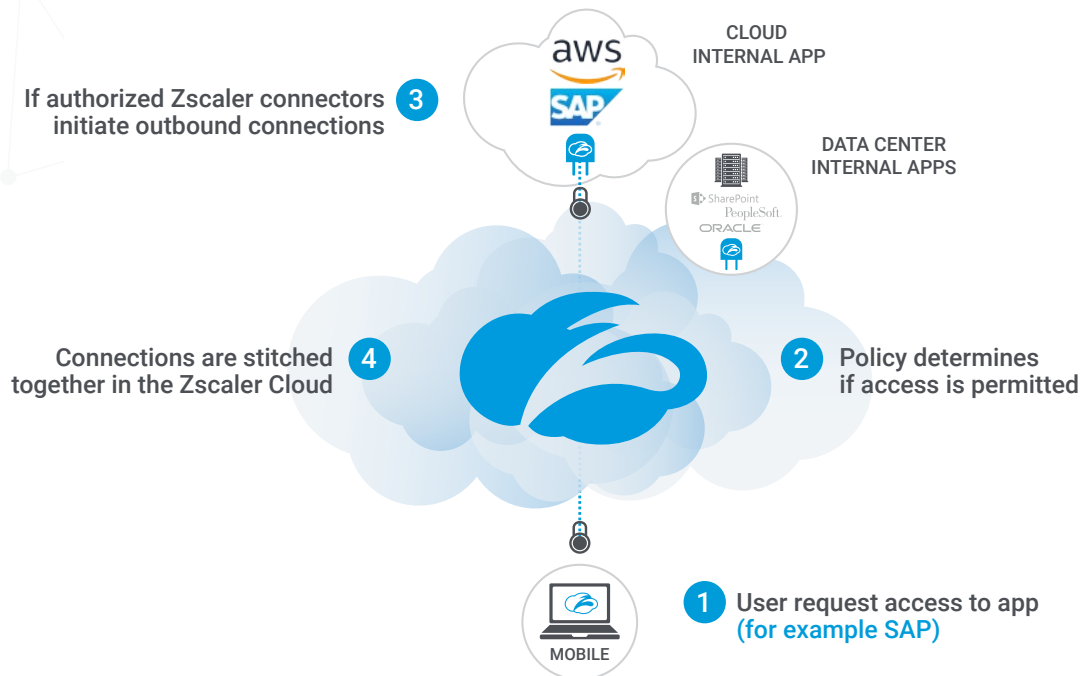 aws
SAP
CLOUD
INTERNAL APP
If authorized Zscaler connectors
initiate outbound connections
3
DATA CENTER
INTERNAL APPS
S SharePoint
PeopleSoft.
ORACLE
Connections are stitched
together in the Zscaler Cloud
4
2
Policy determines
if access is permitted
1
User request access to app
(for example SAP)
MOBILE